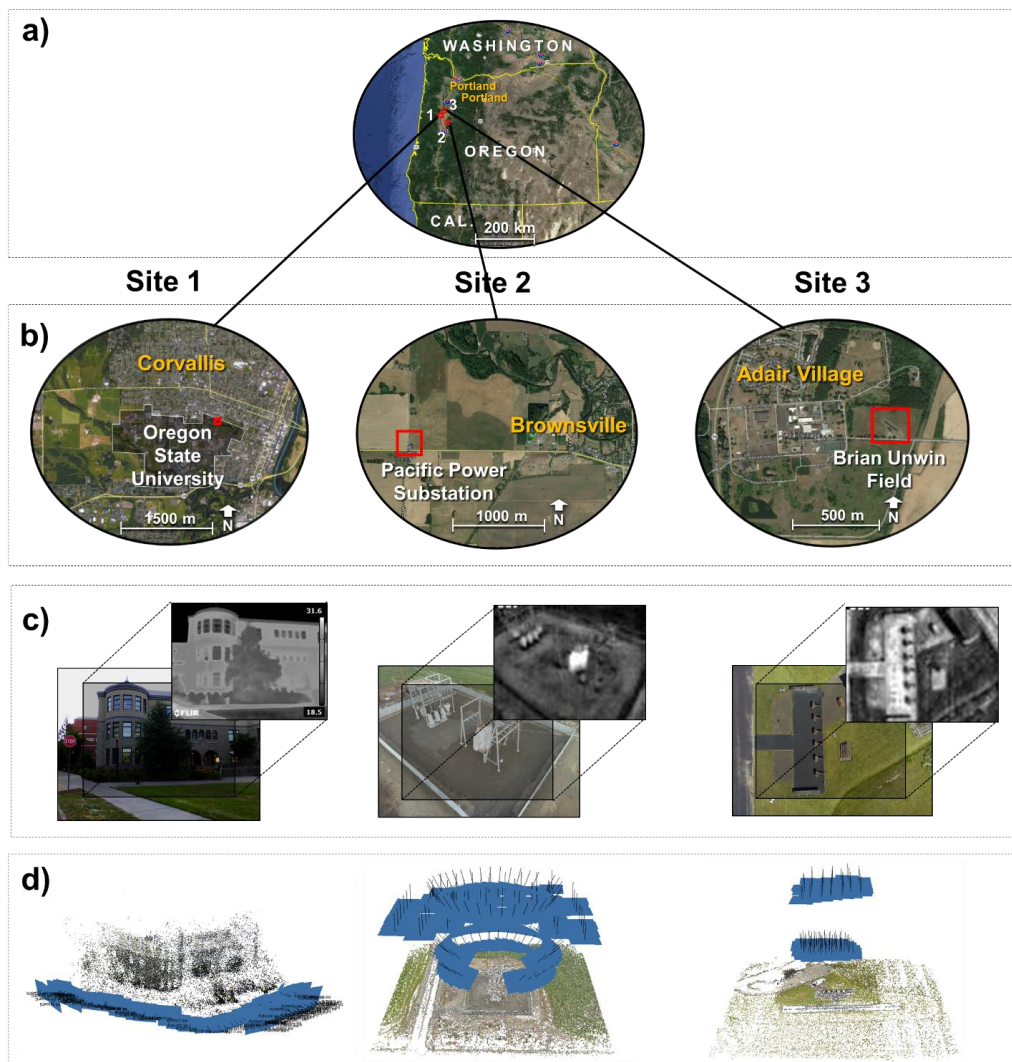 a)
WASHINGTON
Portland
Portland
3
1
2
OREGON
CAL.
200 km
Site 1
Site 2
Site 3
b)
Corvallis
Oregon
State
University
1500 m
N
Brownsville
Pacific Power
Substation
1000 m
N
Adair Village
Brian Unwin
Field
500 m
N
c)
31.6
FLIR
18.5
STOP
d)